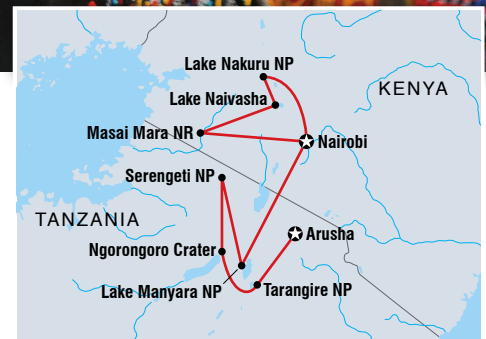 Lake Nakuru NP
KENYA
Lake Naivasha
Masai Mara NR
Nairobi
Serengeti NP
TANZANIA
Arusha
Ngorongoro Crater
Lake Manyara NP
Tarangire NP